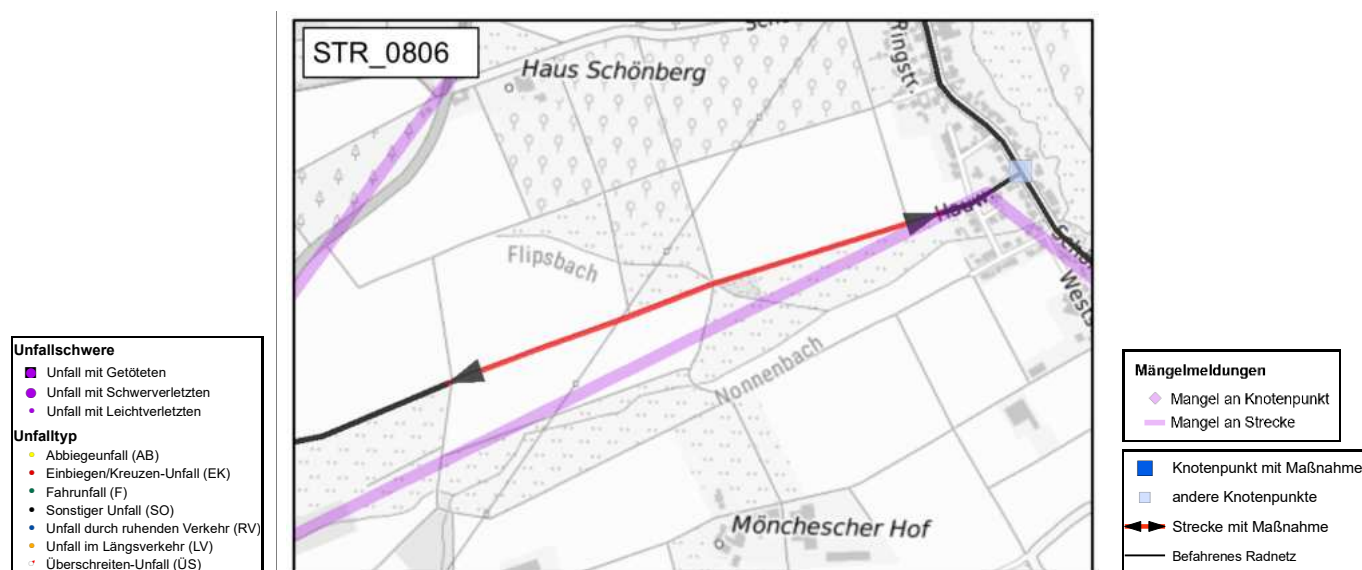 STR_0806
Haus Schönberg
Ringstr.
Flipsbach
Nonnenbach
Mönchescher Hof
Unfallschwere
Unfall mit Getöteten
Unfall mit Schwerverletzten
Unfall mit Leichtverletzten
Unfalltyp
Abbiegeunfall (AB)
Einbiegen/Kreuzen-Unfall (EK)
Fahrunfall (F)
Sonstiger Unfall (SO)
Unfall durch ruhenden Verkehr (RV)
Unfall im Längsverkehr (LV)
Überschreiten-Unfall (ÜS)
Mängelmeldungen
Mangel an Knotenpunkt
Mangel an Strecke
Knotenpunkt mit Maßnahme
andere Knotenpunkte
Strecke mit Maßnahme
Befahrenes Radnetz